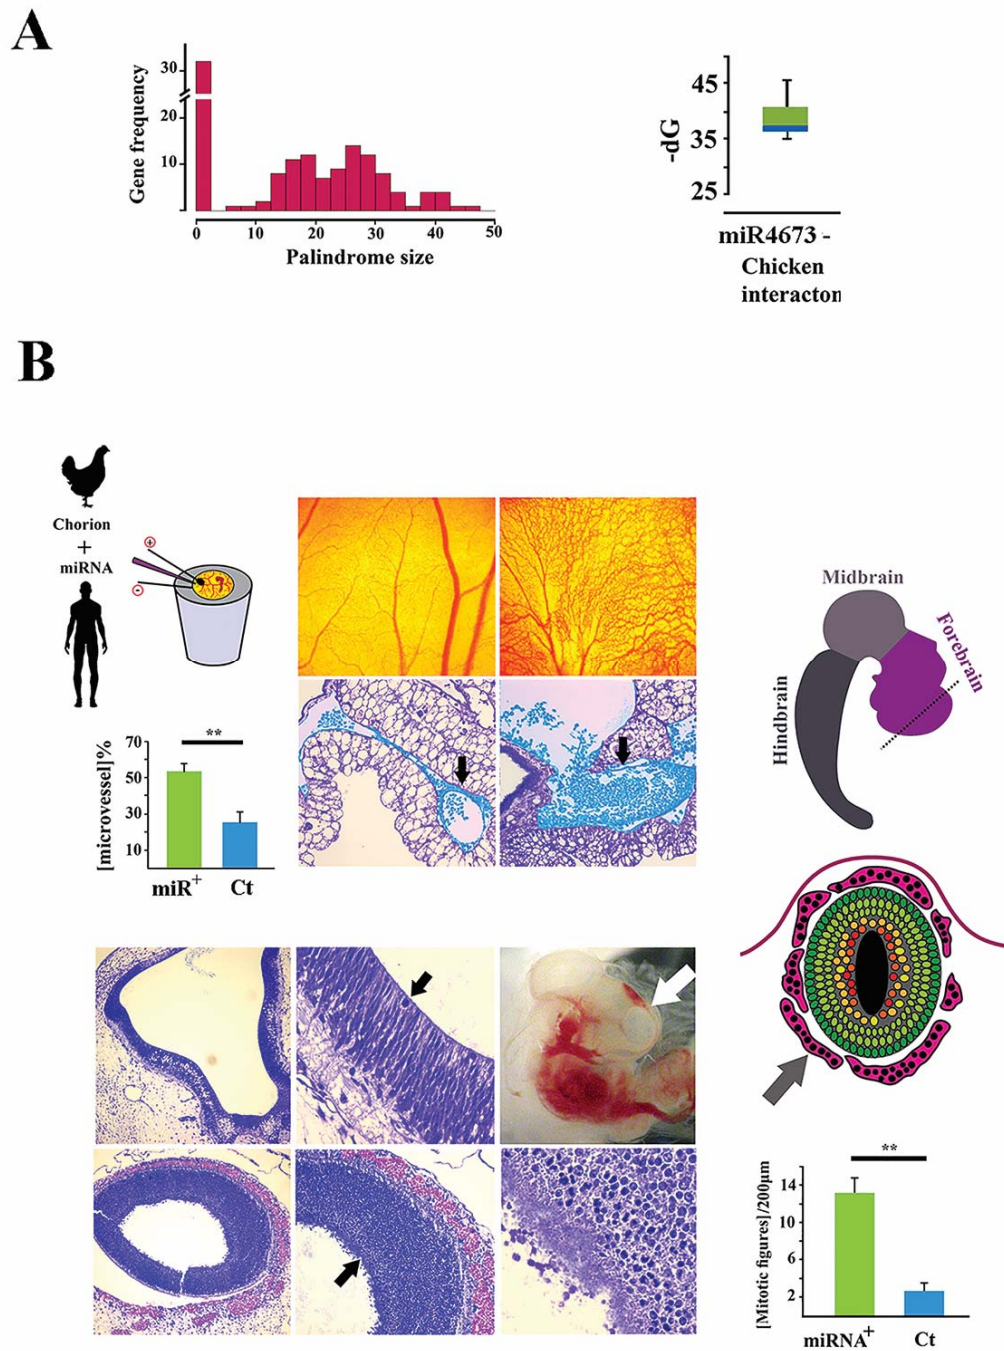 A
Gene frequency
30
20
10
0 10 20 30 40 50
Palindrome size
-dG
45
35
25
miR4673 -
Chicken
interacton
B
Chorion
+
miRNA
+
-
[microvessel]%
70
50
30
10
**
miR+ Ct
Midbrain
Forebrain
Hindbrain
[Mitotic figures]/200µm
14
10
6
2
**
miRNA+ Ct